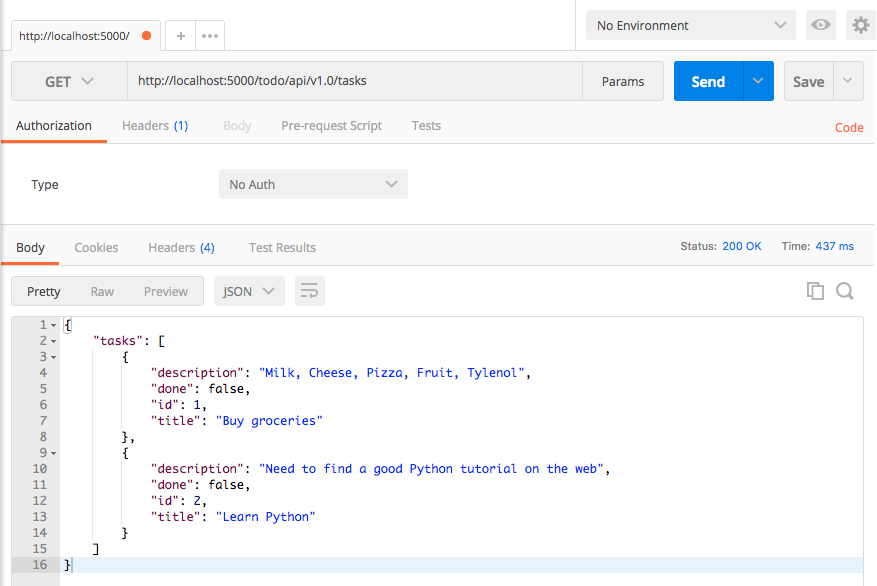 http://localhost:5000/
+
•••
No Environment
GET
http://localhost:5000/todo/api/v1.0/tasks
Params
Send
Save
Authorization
Headers (1)
Body
Pre-request Script
Tests
Code
Type
No Auth
Body
Cookies
Headers (4)
Test Results
Status: 200 OK
Time: 437 ms
Pretty
Raw
Preview
JSON
1 {
2 "tasks": [
3 {
4 "description": "Milk, Cheese, Pizza, Fruit, Tylenol",
5 "done": false,
6 "id": 1,
7 "title": "Buy groceries"
8 },
9 {
10 "description": "Need to find a good Python tutorial on the web",
11 "done": false,
12 "id": 2,
13 "title": "Learn Python"
14 }
15 ]
16 }